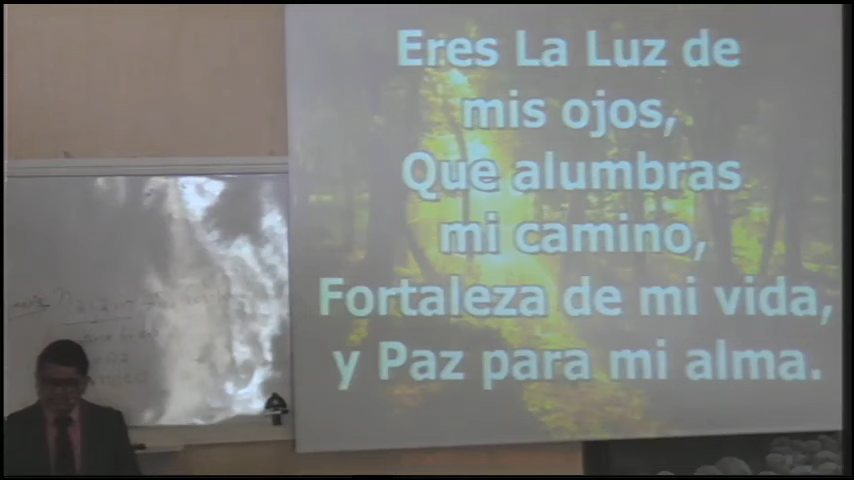 Eres La Luz de
mis ojos,
Que alumbras
mi camino,
Fortaleza de mi vida,
y Paz para mi alma.